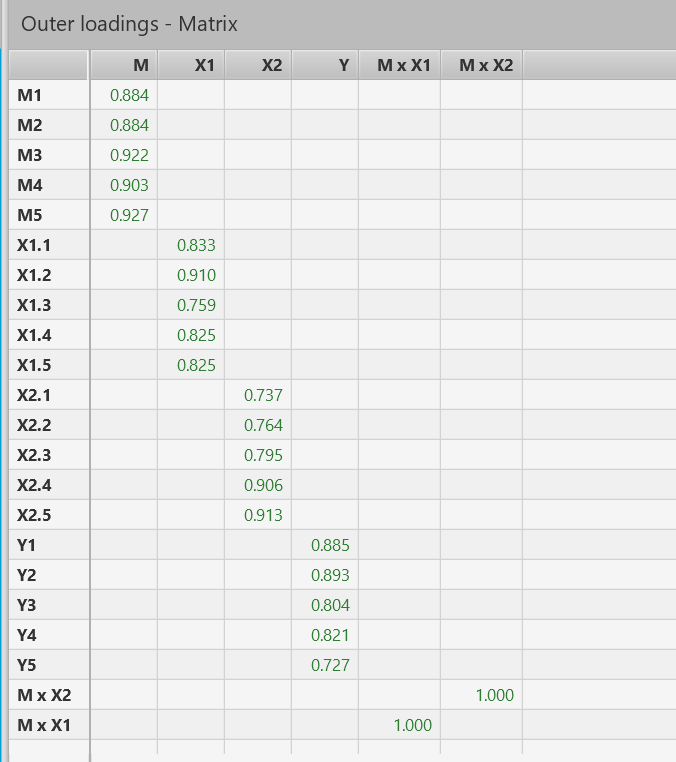 Outer loadings - Matrix
M X1 X2 Y M x X1 M x X2
M1 0.884
M2 0.884
M3 0.922
M4 0.903
M5 0.927
X1.1 0.833
X1.2 0.910
X1.3 0.759
X1.4 0.825
X1.5 0.825
X2.1 0.737
X2.2 0.764
X2.3 0.795
X2.4 0.906
X2.5 0.913
Y1 0.885
Y2 0.893
Y3 0.804
Y4 0.821
Y5 0.727
M x X2 1.000
M x X1 1.000